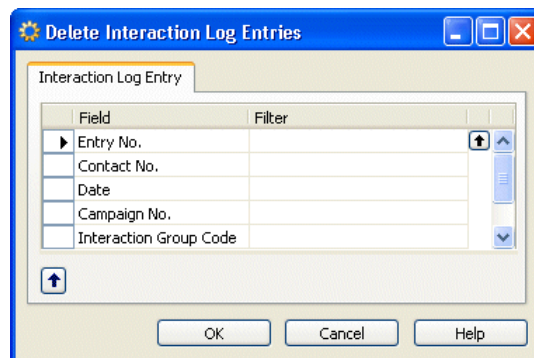 Delete Interaction Log Entries
Interaction Log Entry
Field Filter
Entry No.
Contact No.
Date
Campaign No.
Interaction Group Code
OK Cancel Help